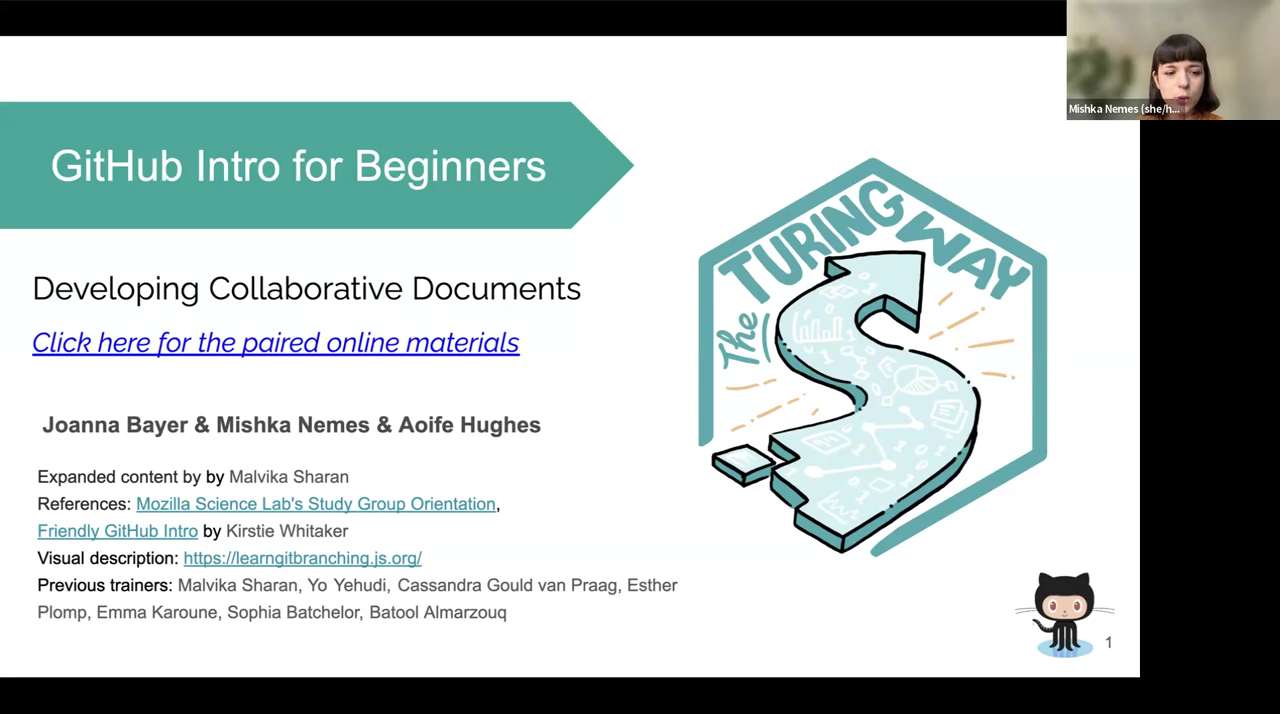 GitHub Intro for Beginners
Developing Collaborative Documents
Click here for the paired online materials
Joanna Bayer & Mishka Nemes & Aoife Hughes
Expanded content by by Malvika Sharan
References: Mozilla Science Lab's Study Group Orientation,
Friendly GitHub Intro by Kirstie Whitaker
Visual description: https://learngitbranching.js.org/
Previous trainers: Malvika Sharan, Yo Yehudi, Cassandra Gould van Praag, Esther
Plomp, Emma Karoune, Sophia Batchelor, Batool Almarzouq
The TURING WAY
1
Mishka Nemes (she/h...